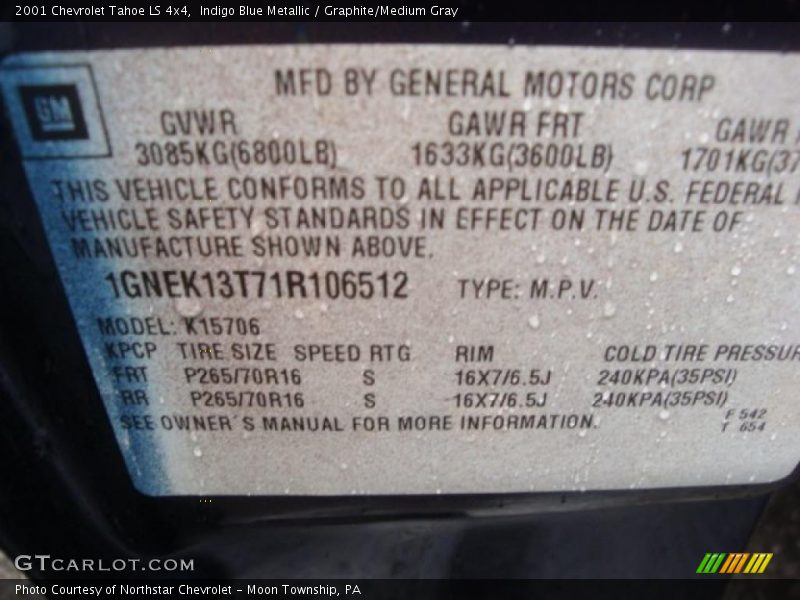 2001 Chevrolet Tahoe LS 4x4, Indigo Blue Metallic / Graphite/Medium Gray
GM
MFD BY GENERAL MOTORS CORP
GVWR GAWR FRT GAWR
3085KG(6800LB) 1633KG(3600LB) 1701KG(37
THIS VEHICLE CONFORMS TO ALL APPLICABLE U.S. FEDERAL
VEHICLE SAFETY STANDARDS IN EFFECT ON THE DATE OF
MANUFACTURE SHOWN ABOVE.
1GNEK13T71R106512 TYPE: M.P.V.
MODEL: K15706
KPCP TIRE SIZE SPEED RTG RIM COLD TIRE PRESSUR
FRT P265/70R16 S 16X7/6.5J 240KPA(35PSI)
RR P265/70R16 S 16X7/6.5J 240KPA(35PSI)
SEE OWNER'S MANUAL FOR MORE INFORMATION.
F 542
T 654
GTCARLOT.COM
Photo Courtesy of Northstar Chevrolet - Moon Township, PA